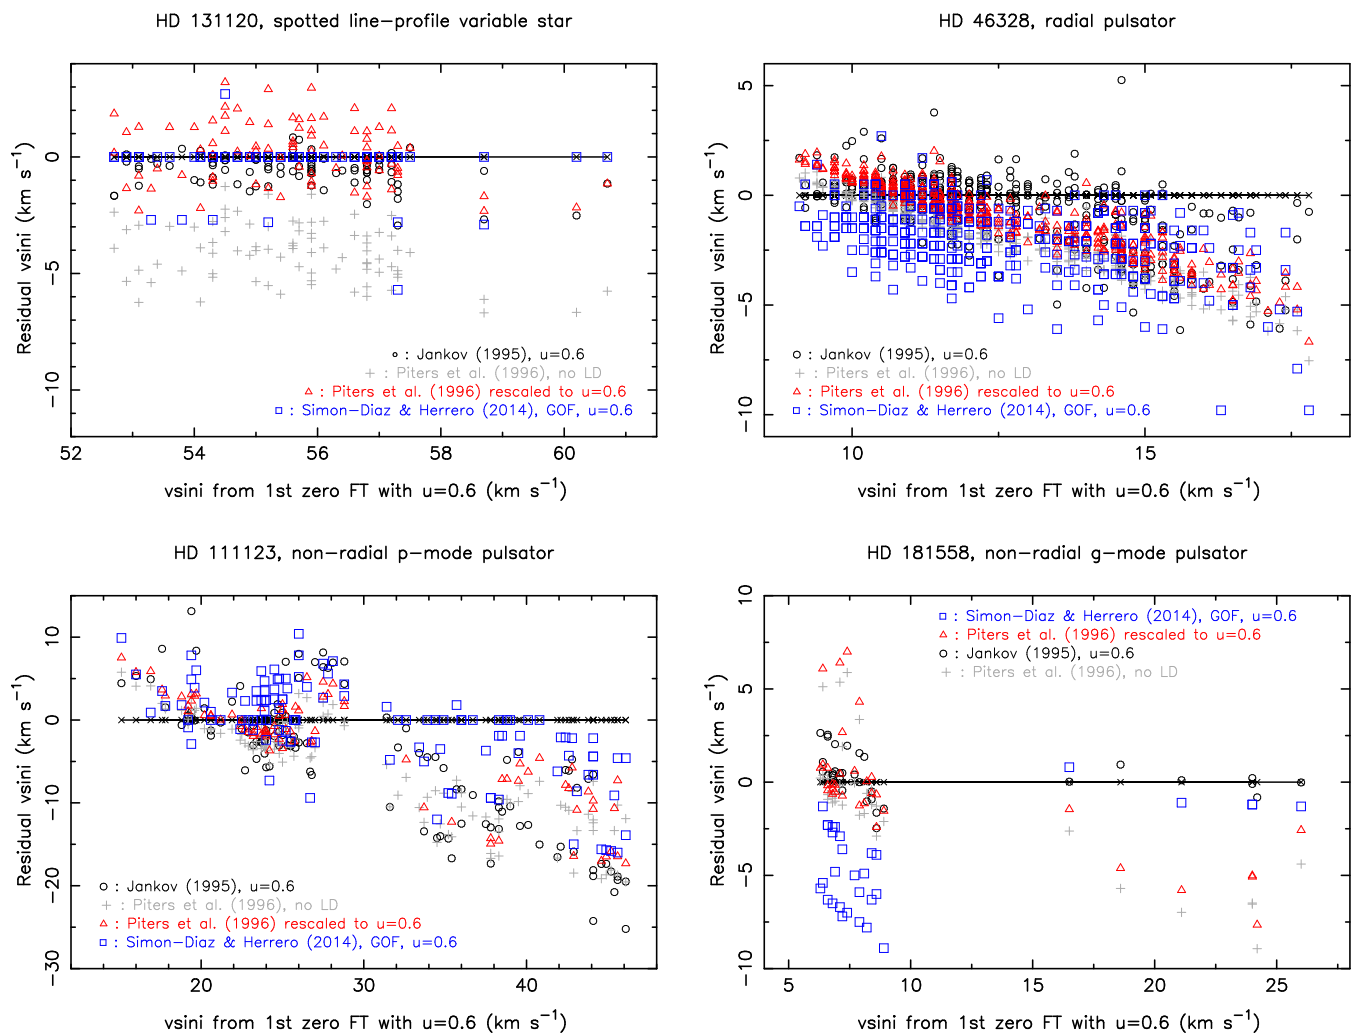 HD 131120, spotted line-profile variable star
Residual vsini (km s⁻¹)
0
-5
-10
52
54
56
58
60
vsini from 1st zero FT with u=0.6 (km s⁻¹)
: Jankov (1995), u=0.6
: Piters et al. (1996), no LD
: Piters et al. (1996) rescaled to u=0.6
: Simon-Diaz & Herrero (2014), GOF, u=0.6
HD 46328, radial pulsator
Residual vsini (km s⁻¹)
5
0
-5
-10
10
15
vsini from 1st zero FT with u=0.6 (km s⁻¹)
: Jankov (1995), u=0.6
: Piters et al. (1996), no LD
: Piters et al. (1996) rescaled to u=0.6
: Simon-Diaz & Herrero (2014), GOF, u=0.6
HD 111123, non-radial p-mode pulsator
Residual vsini (km s⁻¹)
10
0
-10
-20
-30
20
30
40
vsini from 1st zero FT with u=0.6 (km s⁻¹)
: Jankov (1995), u=0.6
: Piters et al. (1996), no LD
: Piters et al. (1996) rescaled to u=0.6
: Simon-Diaz & Herrero (2014), GOF, u=0.6
HD 181558, non-radial g-mode pulsator
Residual vsini (km s⁻¹)
10
5
0
-5
-10
5
10
15
20
25
vsini from 1st zero FT with u=0.6 (km s⁻¹)
: Simon-Diaz & Herrero (2014), GOF, u=0.6
: Piters et al. (1996) rescaled to u=0.6
: Jankov (1995), u=0.6
: Piters et al. (1996), no LD